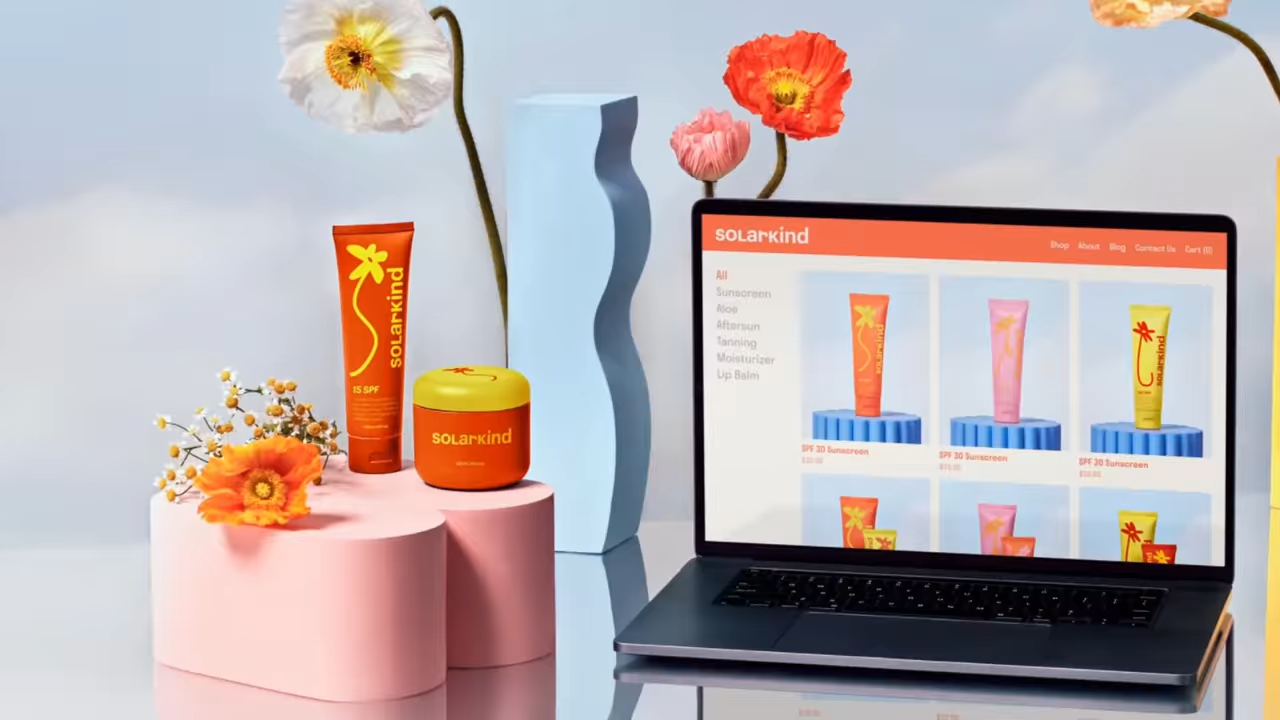 solarkind
15 SPF
solarkind
solarkind
Shop About Blog Contact Us Cart (0)
All
Sunscreen
Aloe
Aftersun
Tanning
Moisturizer
Lip Balm
solarkind
solarkind
SPF 30 Sunscreen
SPF 30 Sunscreen
SPF 30 Sunscreen